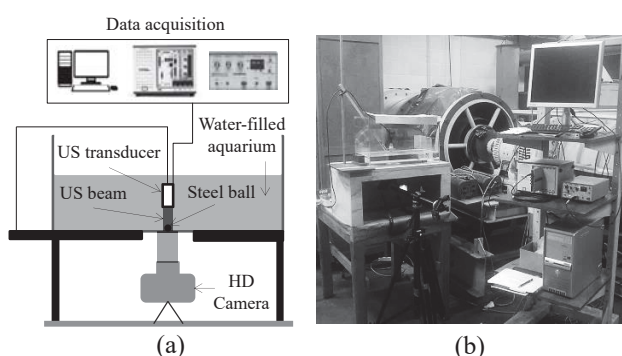 Data acquisition
Water-filled
aquarium
US transducer
US beam
Steel ball
HD
Camera
(a)
(b)